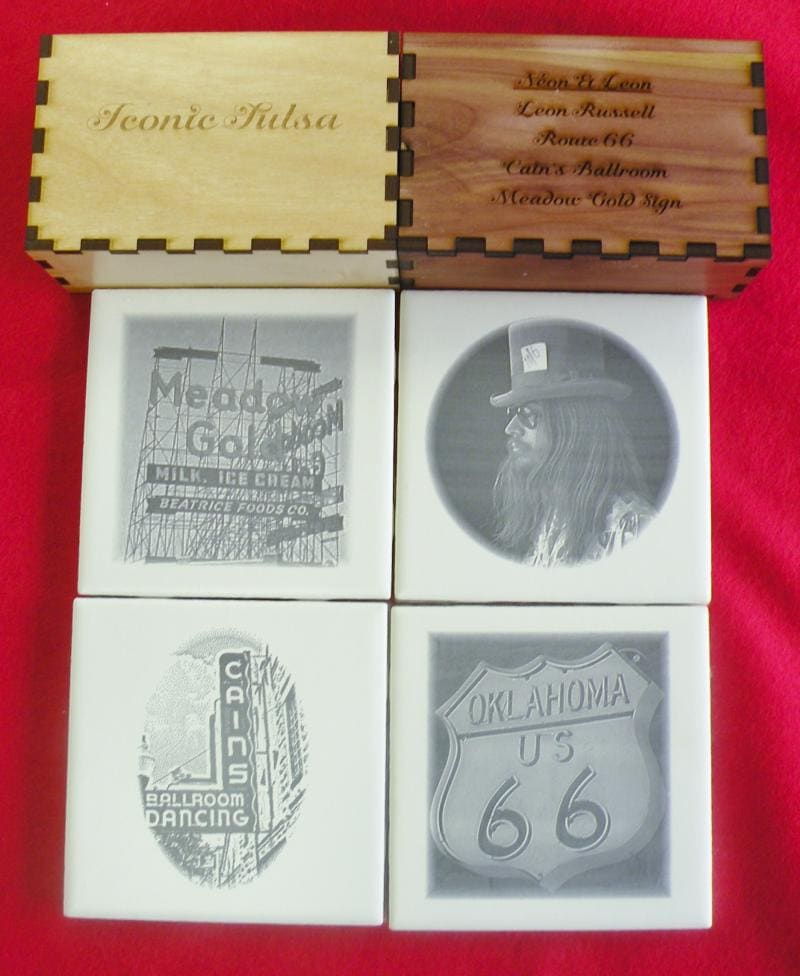 Iconic Tulsa
Neon & Leon
Leon Russell
Route 66
Cain's Ballroom
Meadow Gold Sign
Meadow
Gold
MILK, ICE CREAM
BEATRICE FOODS CO.
CAINS
BALLROOM
DANCING
OKLAHOMA
US
66